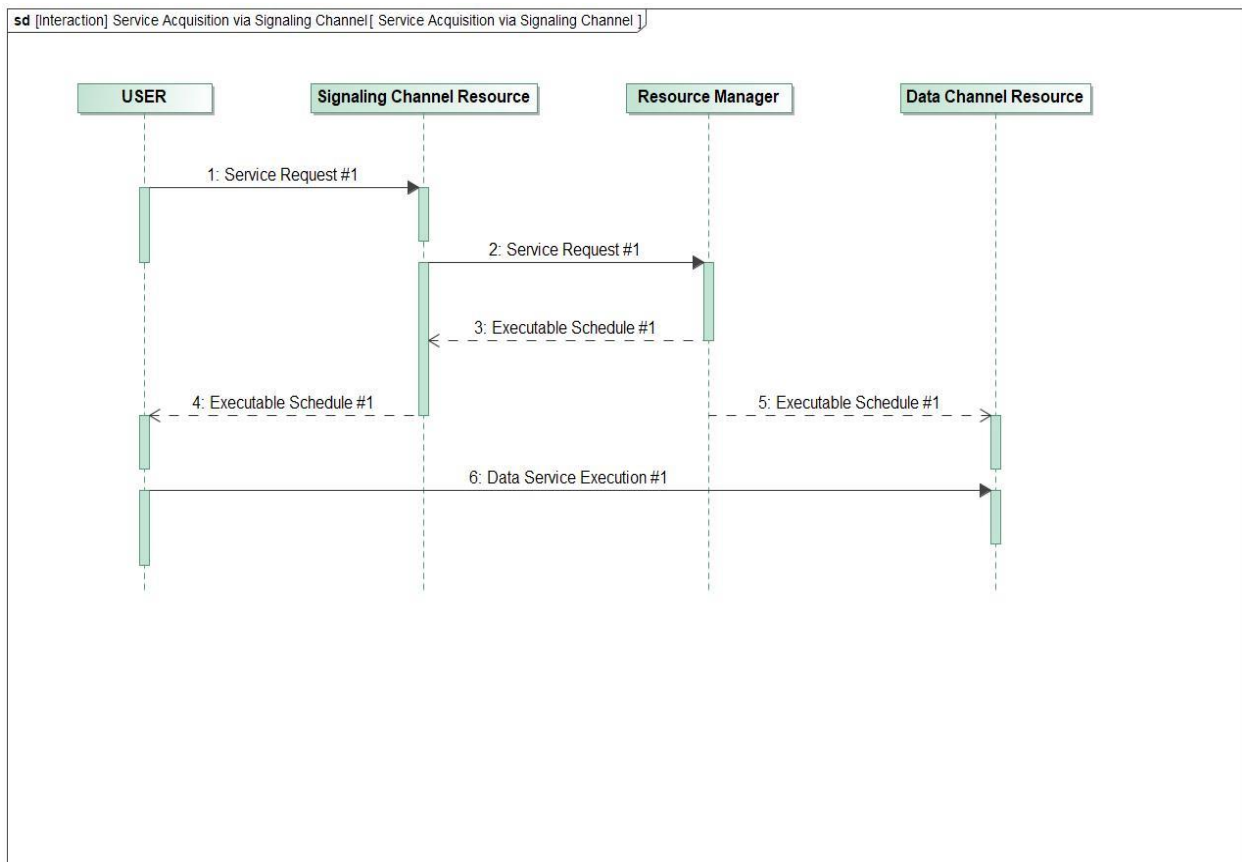 sd [Interaction] Service Acquisition via Signaling Channel[ Service Acquisition via Signaling Channel ]
USER
Signaling Channel Resource
Resource Manager
Data Channel Resource
1: Service Request #1
2: Service Request #1
3: Executable Schedule #1
4: Executable Schedule #1
5: Executable Schedule #1
6: Data Service Execution #1